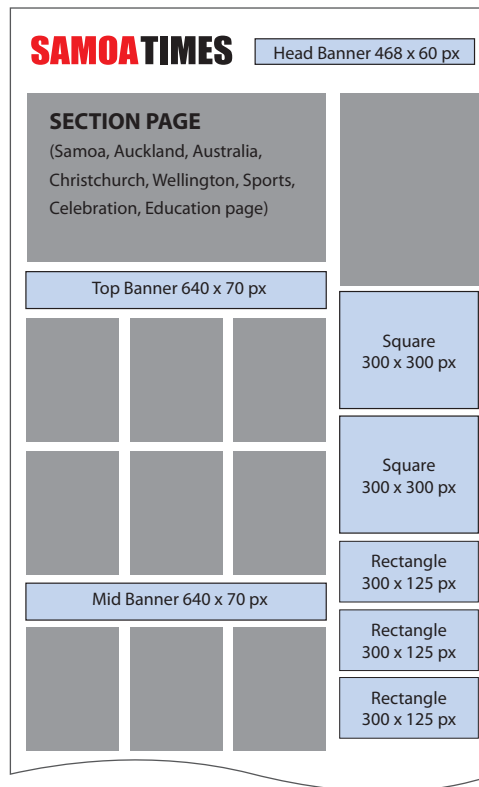 SAMOATIMES
Head Banner 468 x 60 px
SECTION PAGE
(Samoa, Auckland, Australia,
Christchurch, Wellington, Sports,
Celebration, Education page)
Top Banner 640 x 70 px
Square
300 x 300 px
Square
300 x 300 px
Rectangle
300 x 125 px
Mid Banner 640 x 70 px
Rectangle
300 x 125 px
Rectangle
300 x 125 px